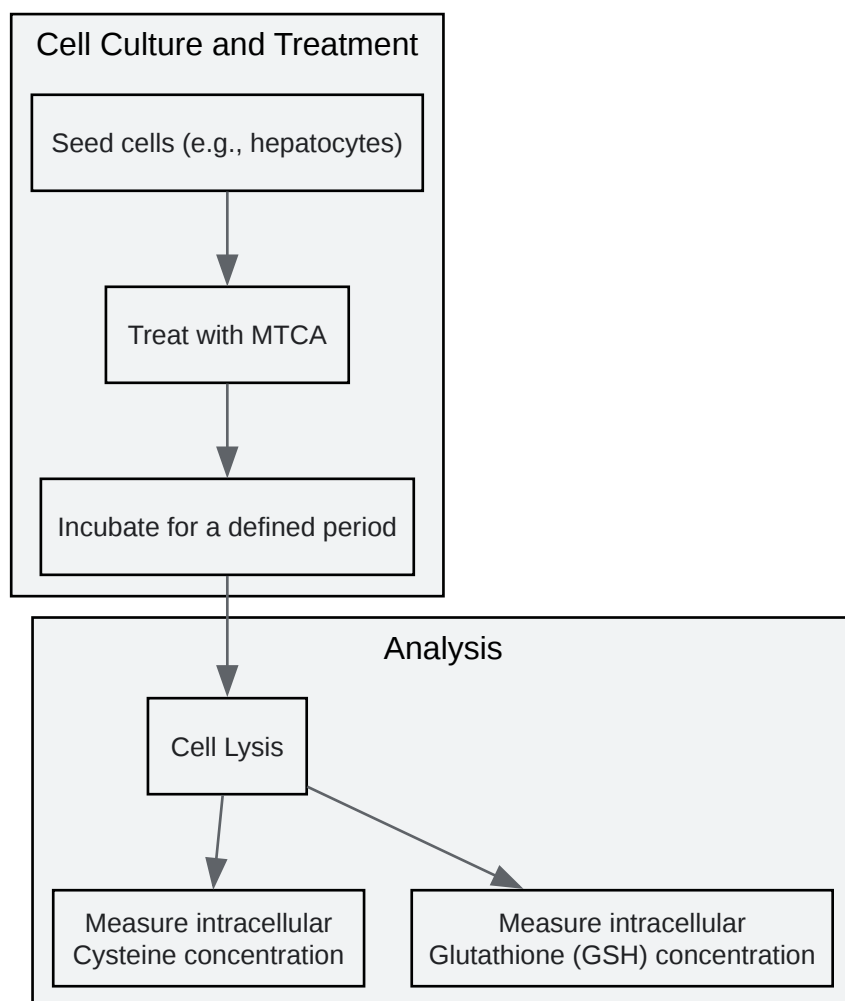 Cell Culture and Treatment
Seed cells (e.g., hepatocytes)
Treat with MTCA
Incubate for a defined period
Analysis
Cell Lysis
Measure intracellular
Cysteine concentration
Measure intracellular
Glutathione (GSH) concentration